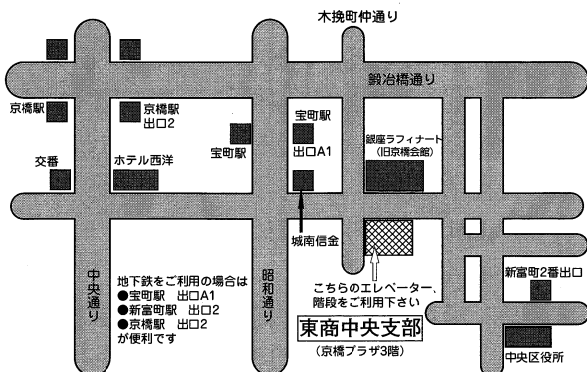 木挽町仲通り
鍛冶橋通り
京橋駅
京橋駅
出口2
宝町駅
宝町駅
出口A1
銀座ラフィナート
(旧京橋会館)
交番
ホテル西洋
城南信金
中央通り
昭和通り
地下鉄をご利用の場合は
●宝町駅 出口A1
●新富町駅 出口2
●京橋駅 出口2
が便利です
こちらのエレベーター、
階段をご利用下さい
東商中央支部
(京橋プラザ3階)
新富町2番出口
中央区役所